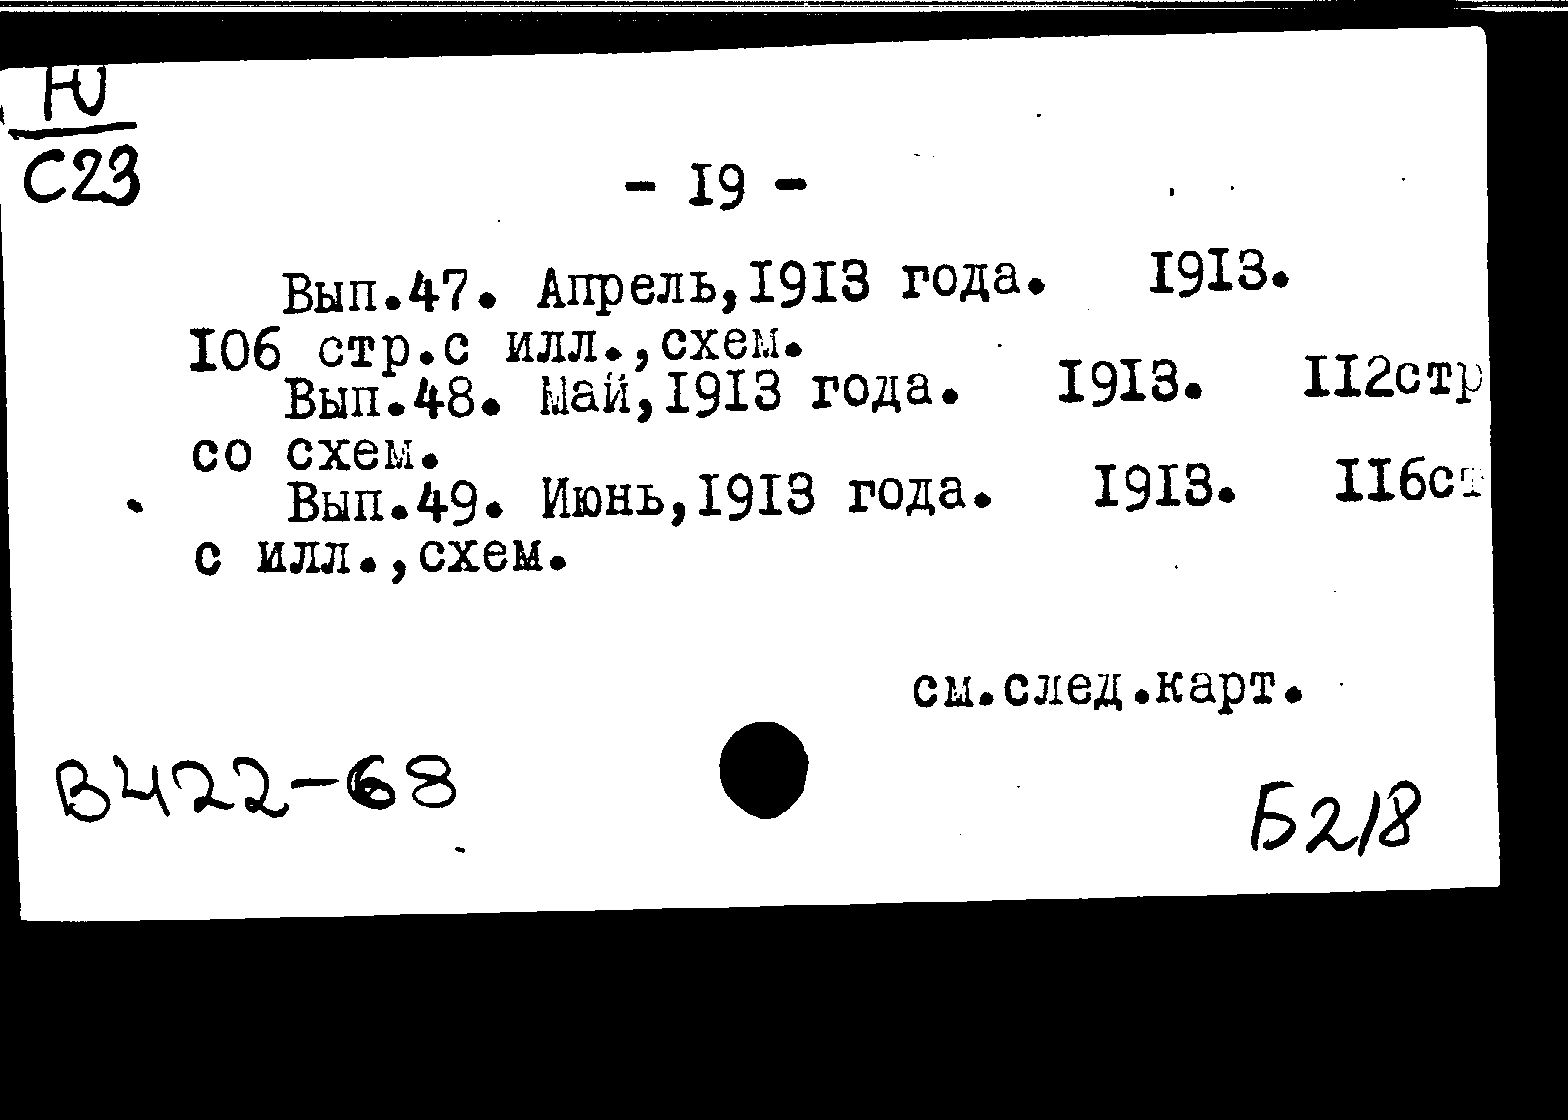 Ю
С23
- 19 -
Вып.47. Апрель,1913 года. 1913.
106 стр.с илл.,схем.
Вып.48. Май,1913 года. 1913. 112стр
со схем.
Вып.49. Июнь,1913 года. 1913. 116ст
с илл.,схем.
см.след.карт.
В422-68
Б218